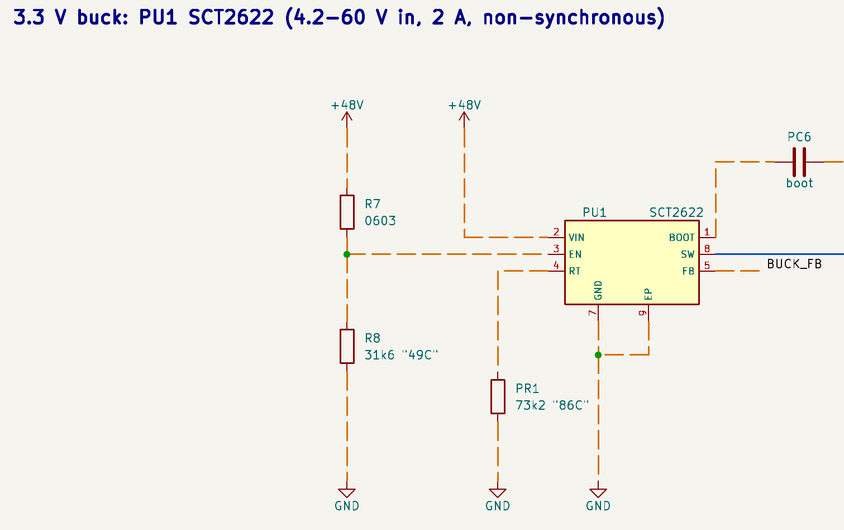 3.3 V buck: PU1 SCT2622 (4.2-60 V in, 2 A, non-synchronous)
+48V
+48V
PC6
boot
R7
0603
PU1
SCT2622
2
VIN
BOOT
1
3
EN
SW
8
4
RT
FB
5
BUCK_FB
GND
EP
7
9
R8
31k6 "49C"
PR1
73k2 "86C"
GND
GND
GND